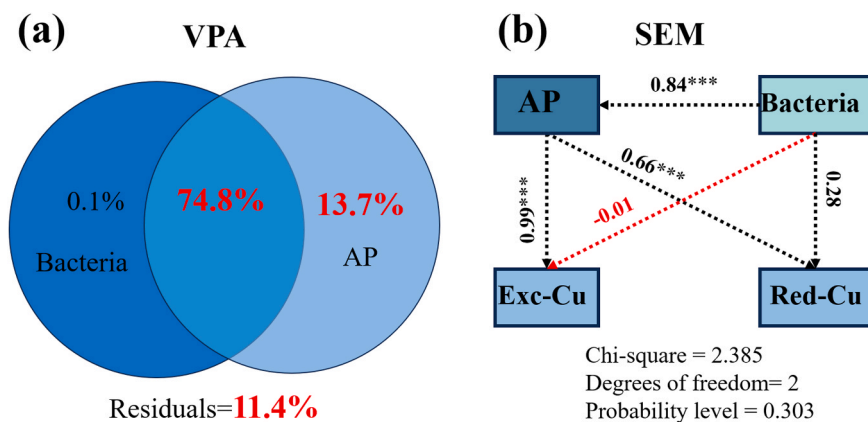 (a)
VPA
0.1%
74.8%
13.7%
Bacteria
AP
Residuals=11.4%
(b)
SEM
AP
0.84***
Bacteria
0.99***
0.66***
-0.01
0.28
Exc-Cu
Red-Cu
Chi-square = 2.385
Degrees of freedom= 2
Probability level = 0.303